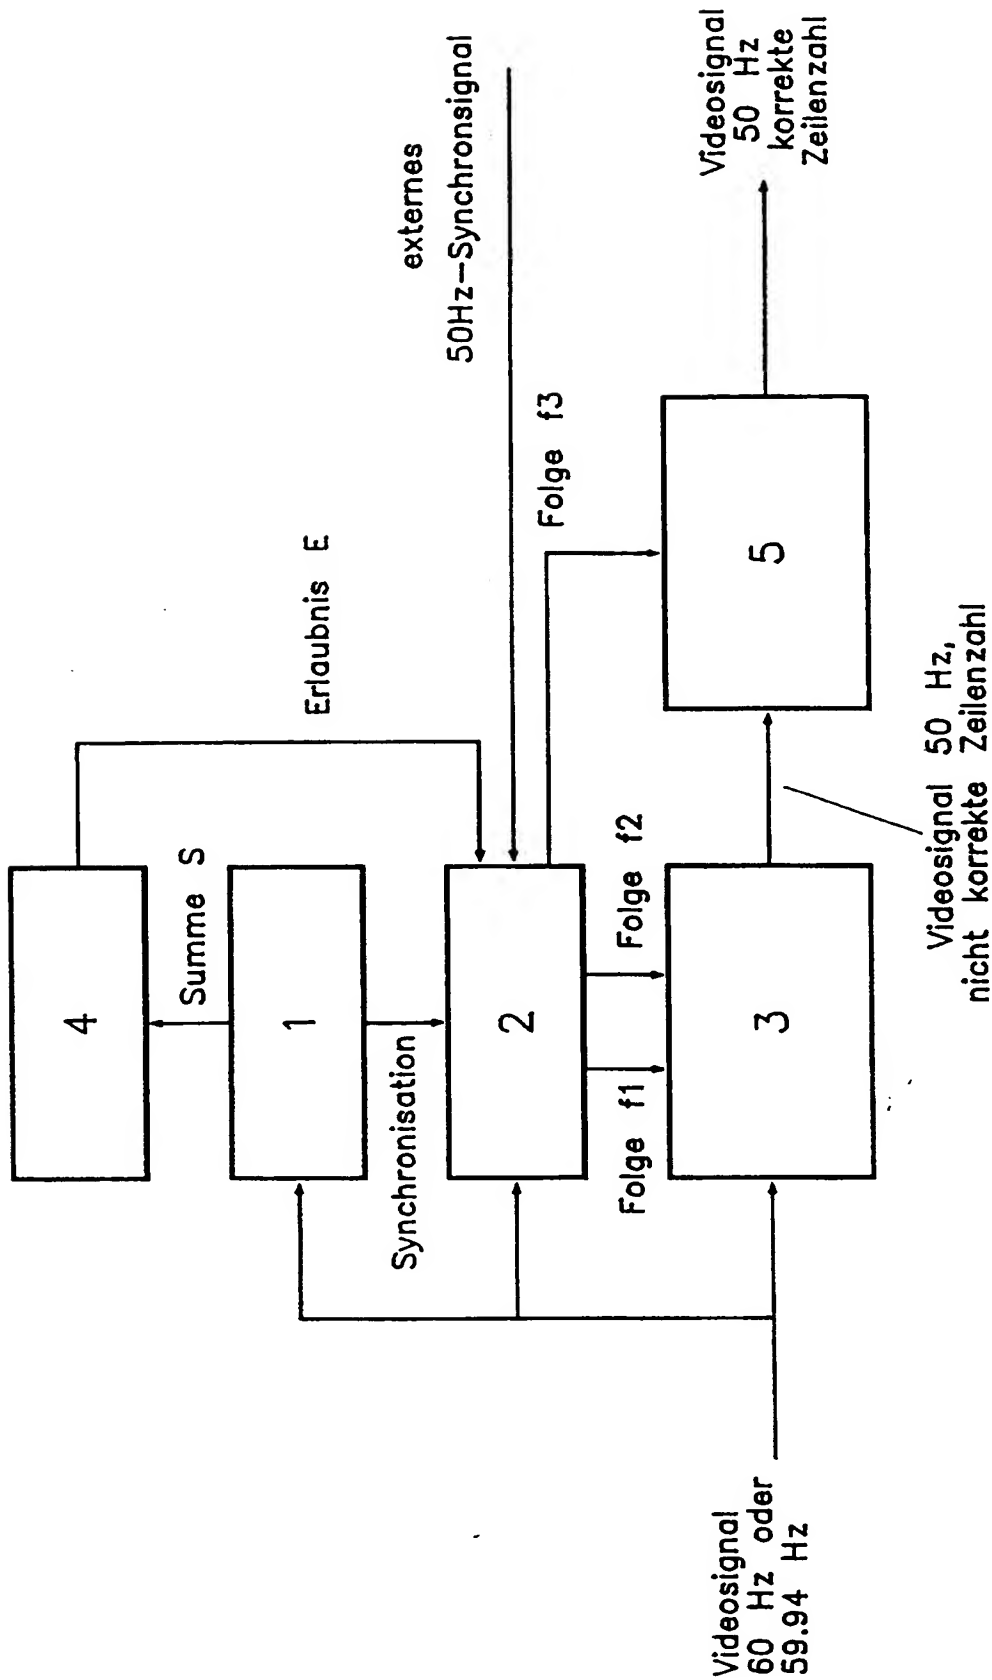 4
Summe S
1
Erlaubnis E
Synchronisation
externes
50Hz-Synchronsignal
2
Folge f1
Folge f2
Folge f3
3
5
Videosignal
60 Hz oder
59.94 Hz
Videosignal 50 Hz,
nicht korrekte Zeilenzahl
Videosignal
50 Hz
korrekte
Zeilenzahl